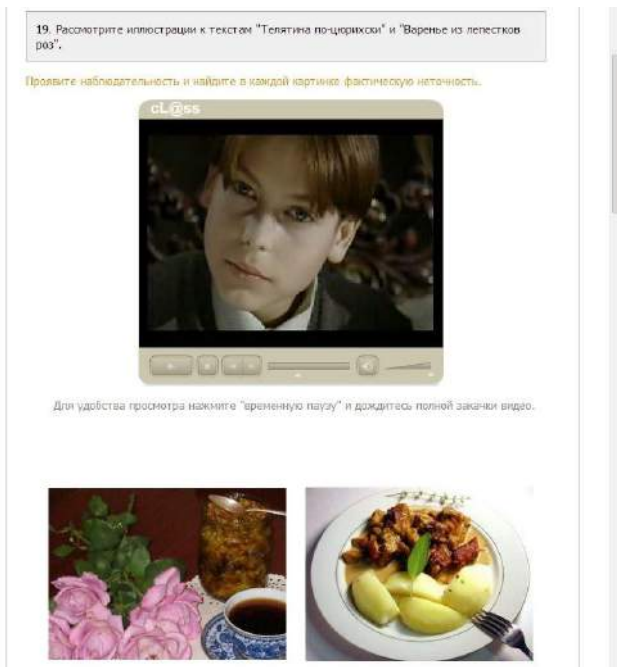 19. Рассмотрите иллюстрации к текстам "Телятина по-цюрихски" и "Варенье из лепестков
роз".
Проявите наблюдательность и найдите в каждой картинке фактическую неточность.
cL@ss
Для удобства просмотра нажмите "временную паузу" и дождитесь полной закачки видео.